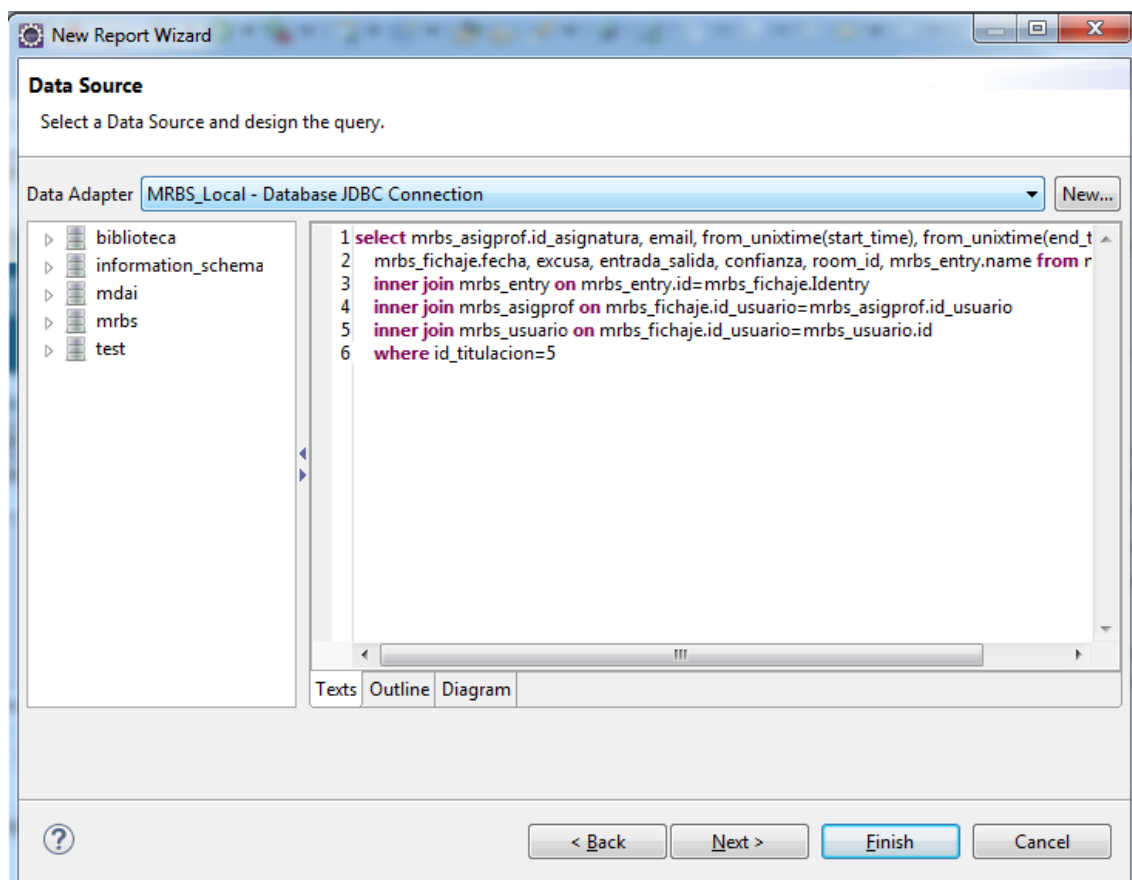 New Report Wizard
Data Source
Select a Data Source and design the query.
Data Adapter MRBS_Local - Database JDBC Connection New...
biblioteca
information_schema
mdai
mrbs
test
1 select mrbs_asigprof.id_asignatura, email, from_unixtime(start_time), from_unixtime(end_t
2 mrbs_fichaje.fecha, excusa, entrada_salida, confianza, room_id, mrbs_entry.name from
3 inner join mrbs_entry on mrbs_entry.id=mrbs_fichaje.Identry
4 inner join mrbs_asigprof on mrbs_fichaje.id_usuario=mrbs_asigprof.id_usuario
5 inner join mrbs_usuario on mrbs_fichaje.id_usuario=mrbs_usuario.id
6 where id_titulacion=5
Texts Outline Diagram
? < Back Next > Finish Cancel